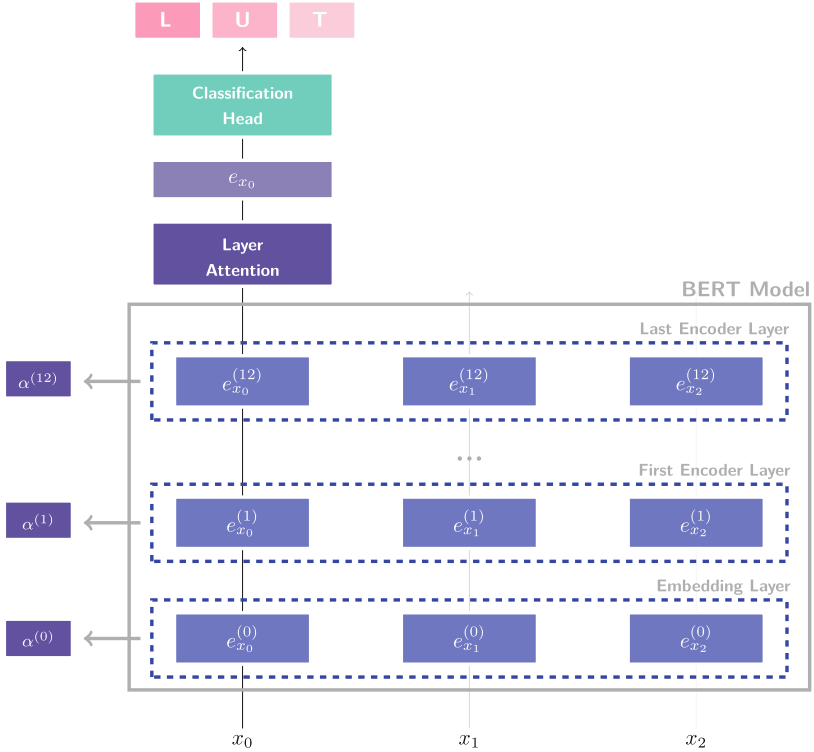 L U T
Classification
Head
e_{x_0}
Layer
Attention
BERT Model
Last Encoder Layer
α^{(12)} e_{x_0}^{(12)} e_{x_1}^{(12)} e_{x_2}^{(12)}
...
First Encoder Layer
α^{(1)} e_{x_0}^{(1)} e_{x_1}^{(1)} e_{x_2}^{(1)}
Embedding Layer
α^{(0)} e_{x_0}^{(0)} e_{x_1}^{(0)} e_{x_2}^{(0)}
x_0 x_1 x_2